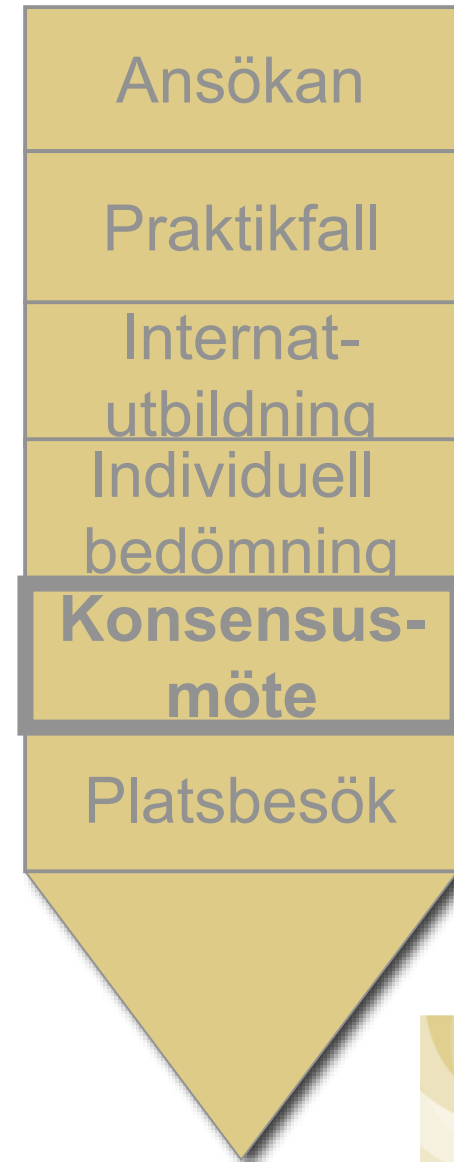 Ansökan
Praktikfall
Internat-
utbildning
Individuell
bedömning
Konsensus-
möte
Platsbesök